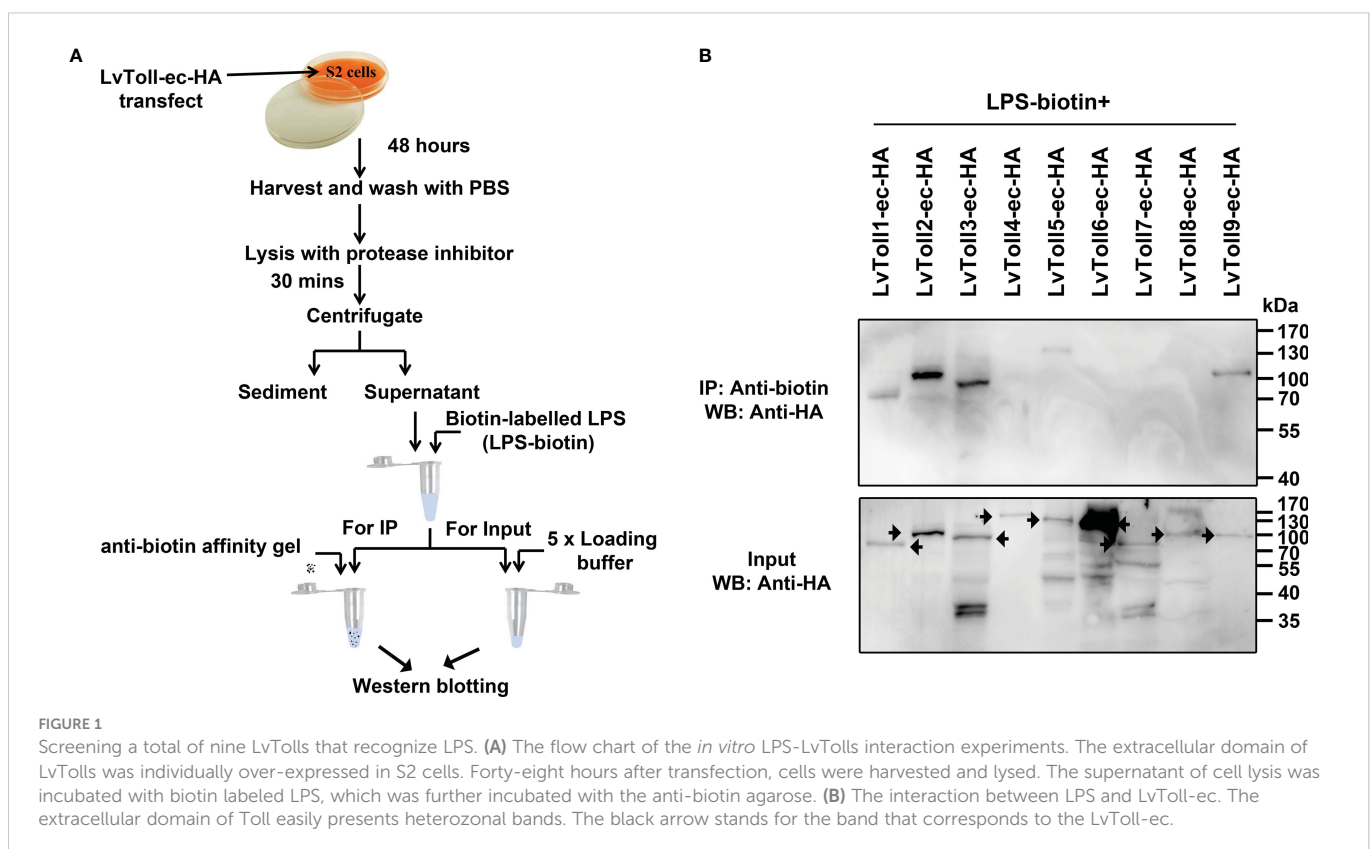 A
LvToll-ec-HA
transfect
S2 cells
48 hours
Harvest and wash with PBS
Lysis with protease inhibitor
30 mins
Centrifugate
Sediment
Supernatant
Biotin-labelled LPS
(LPS-biotin)
For IP
For Input
anti-biotin affinity gel
5 x Loading
buffer
Western blotting
B
LPS-biotin+
LvToll1-ec-HA
LvToll2-ec-HA
LvToll3-ec-HA
LvToll4-ec-HA
LvToll5-ec-HA
LvToll6-ec-HA
LvToll7-ec-HA
LvToll8-ec-HA
LvToll9-ec-HA
kDa
IP: Anti-biotin
WB: Anti-HA
170
130
100
70
55
40
Input
WB: Anti-HA
170
130
100
70
55
40
35
FIGURE 1
Screening a total of nine LvTolls that recognize LPS. (A) The flow chart of the in vitro LPS-LvTolls interaction experiments. The extracellular domain of
LvTolls was individually over-expressed in S2 cells. Forty-eight hours after transfection, cells were harvested and lysed. The supernatant of cell lysis was
incubated with biotin labeled LPS, which was further incubated with the anti-biotin agarose. (B) The interaction between LPS and LvToll-ec. The
extracellular domain of Toll easily presents heterozonal bands. The black arrow stands for the band that corresponds to the LvToll-ec.